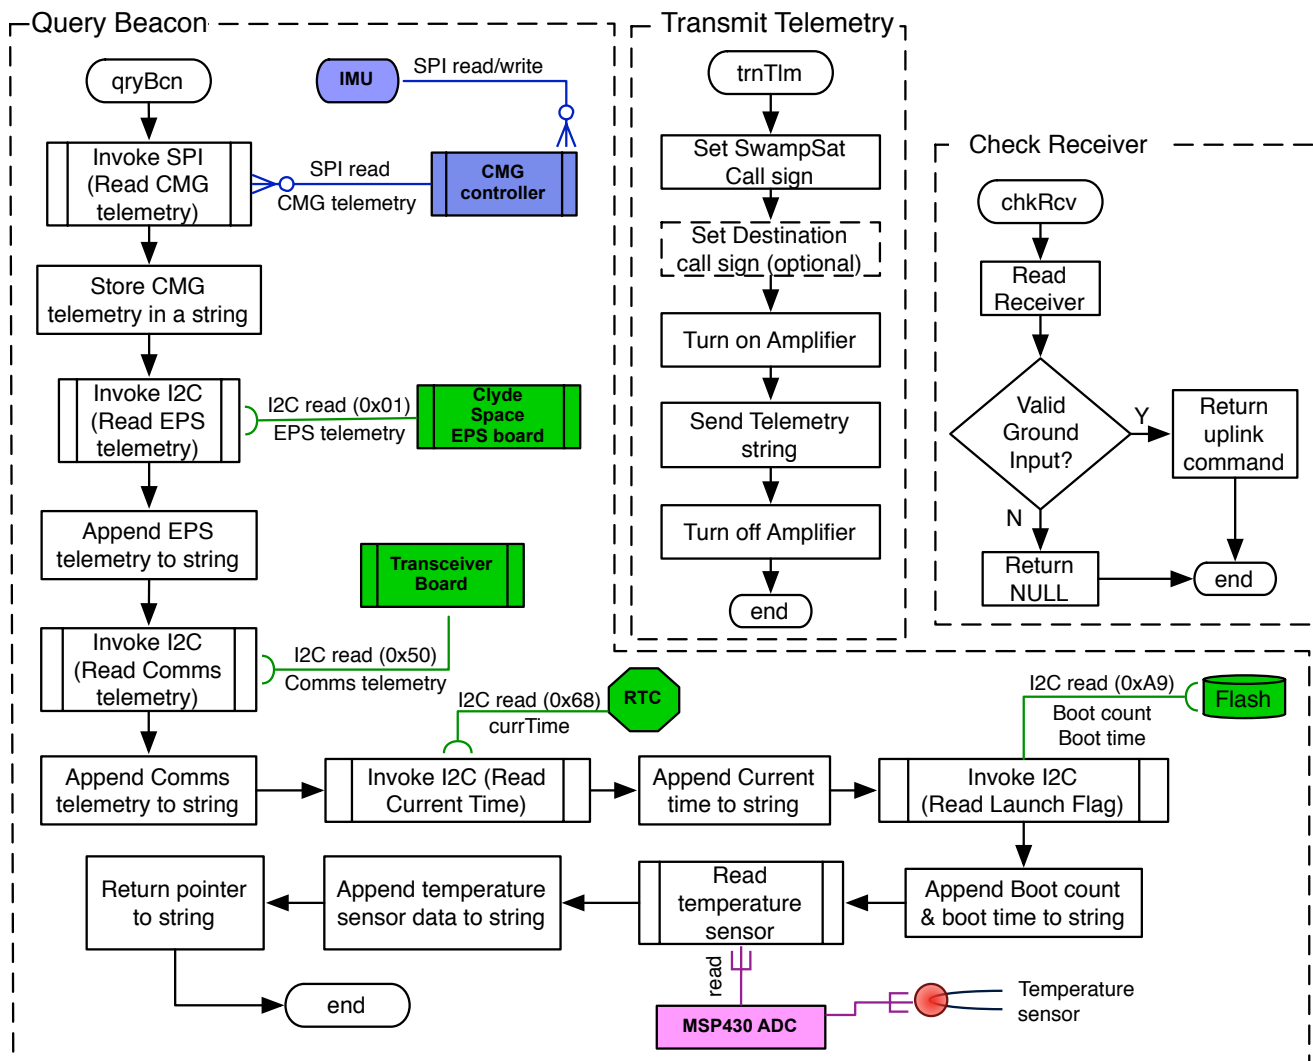 Query Beacon
qryBcn
IMU
SPI read/write
Invoke SPI
(Read CMG
telemetry)
SPI read
CMG telemetry
CMG
controller
Store CMG
telemetry in a string
Invoke I2C
(Read EPS
telemetry)
I2C read (0x01)
EPS telemetry
Clyde
Space
EPS board
Append EPS
telemetry to string
Transceiver
Board
Invoke I2C
(Read Comms
telemetry)
I2C read (0x50)
Comms telemetry
I2C read (0x68)
currTime
RTC
I2C read (0xA9)
Boot count
Boot time
Flash
Append Comms
telemetry to string
Invoke I2C (Read
Current Time)
Append Current
time to string
Invoke I2C
(Read Launch Flag)
Return pointer
to string
Append temperature
sensor data to string
Read
temperature
sensor
Append Boot count
& boot time to string
end
read
MSP430 ADC
Temperature
sensor
Transmit Telemetry
trnTlm
Set SwampSat
Call sign
Set Destination
call sign (optional)
Turn on Amplifier
Send Telemetry
string
Turn off Amplifier
end
Check Receiver
chkRcv
Read
Receiver
Valid
Ground
Input?
Y
Return
uplink
command
N
Return
NULL
end